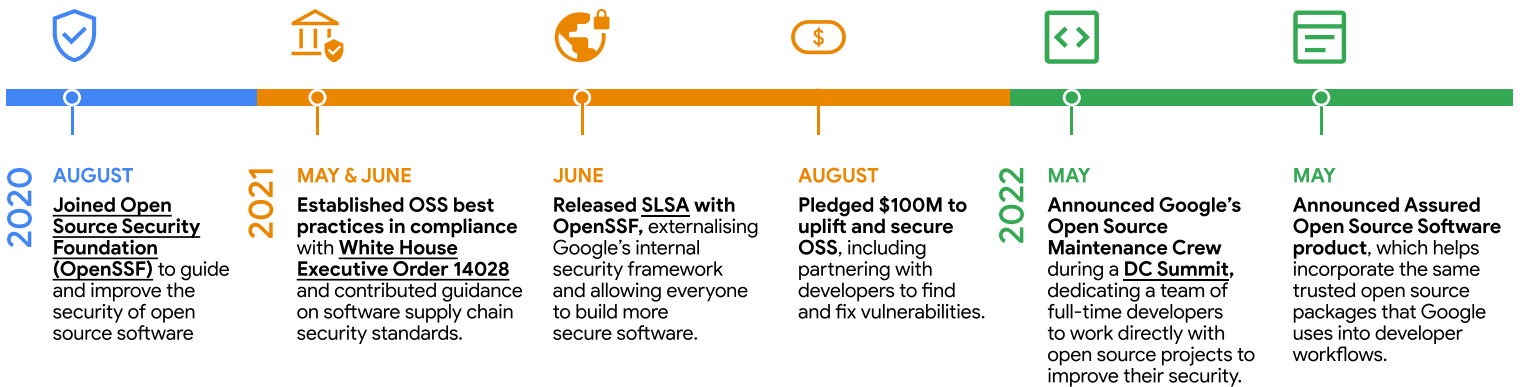 $
2020
AUGUST
Joined Open
Source Security
Foundation
(OpenSSF) to guide
and improve the
security of open
source software
2021
MAY & JUNE
Established OSS best
practices in compliance
with White House
Executive Order 14028
and contributed guidance
on software supply chain
security standards.
JUNE
Released SLSA with
OpenSSF, externalising
Google's internal
security framework
and allowing everyone
to build more
secure software.
AUGUST
Pledged $100M to
uplift and secure
OSS, including
partnering with
developers to find
and fix vulnerabilities.
2022
MAY
Announced Google's
Open Source
Maintenance Crew
during a DC Summit,
dedicating a team of
full-time developers
to work directly with
open source projects to
improve their security.
MAY
Announced Assured
Open Source Software
product, which helps
incorporate the same
trusted open source
packages that Google
uses into developer
workflows.